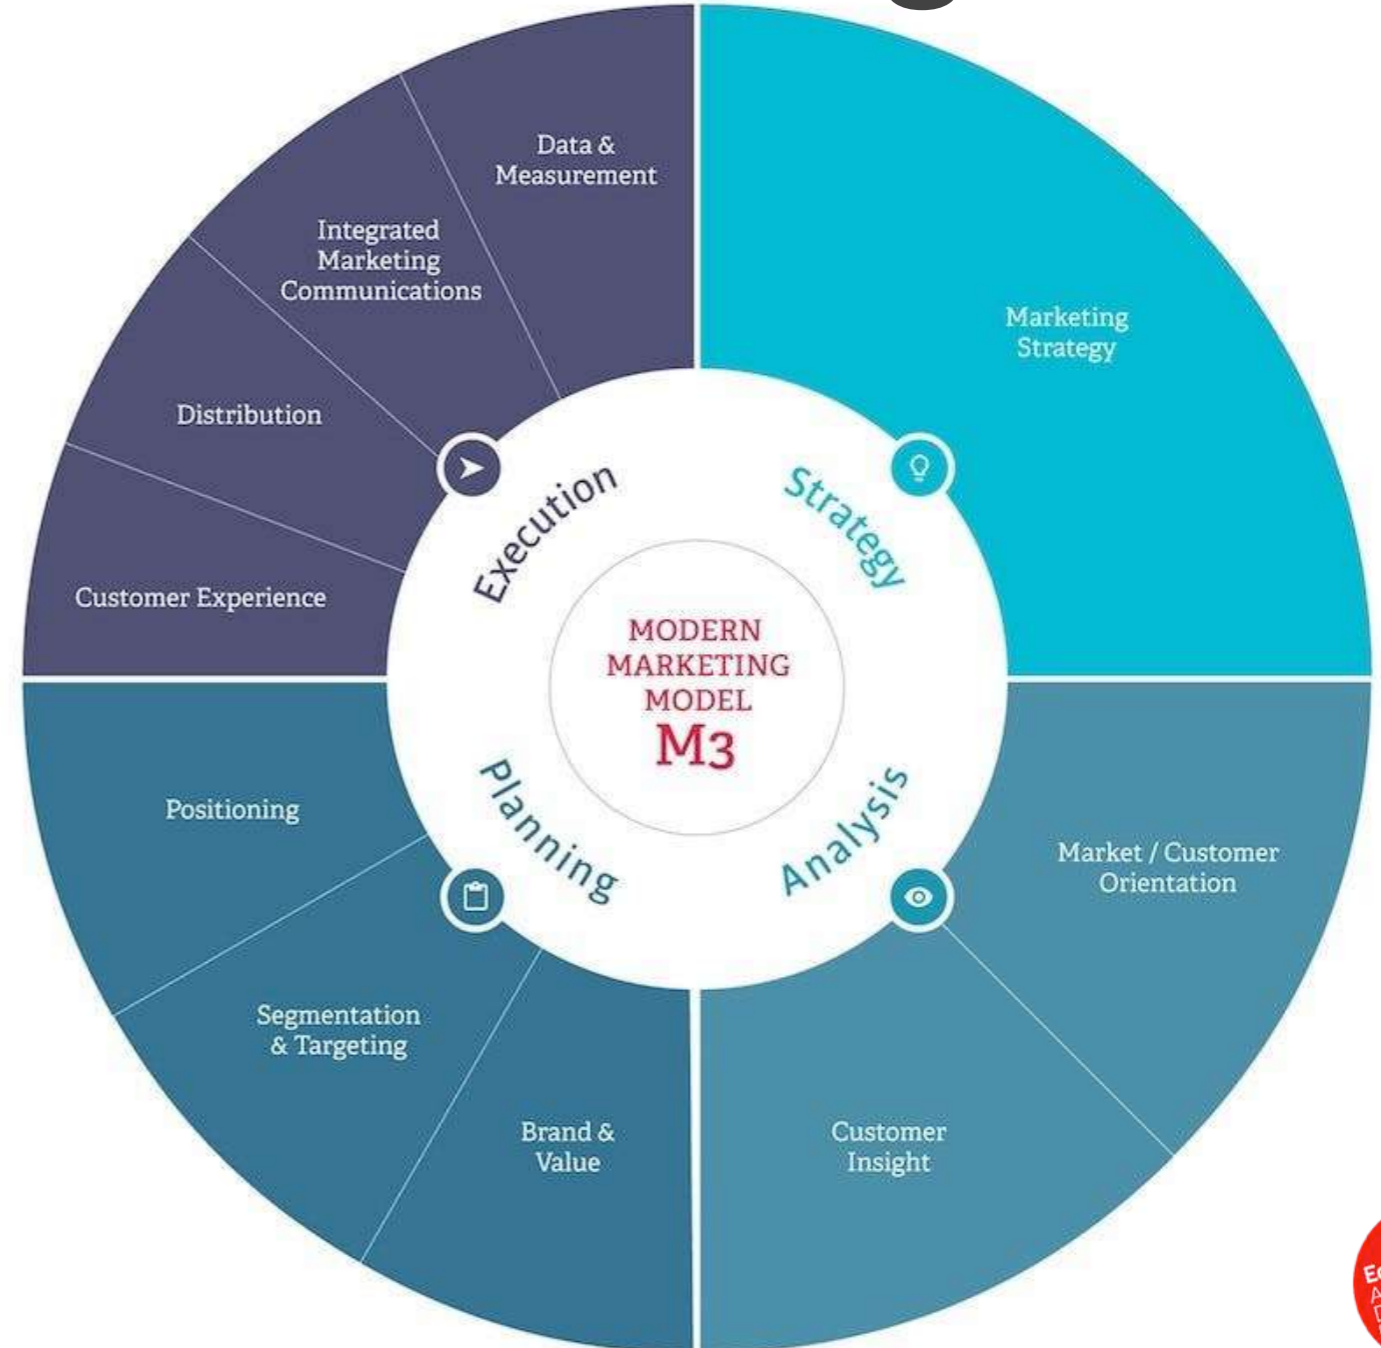 Data &
Measurement
Integrated
Marketing
Communications
Distribution
Customer Experience
Marketing
Strategy
Execution
Strategy
MODERN
MARKETING
MODEL
M3
Planning
Analysis
Positioning
Segmentation
& Targeting
Brand &
Value
Market / Customer
Orientation
Customer
Insight